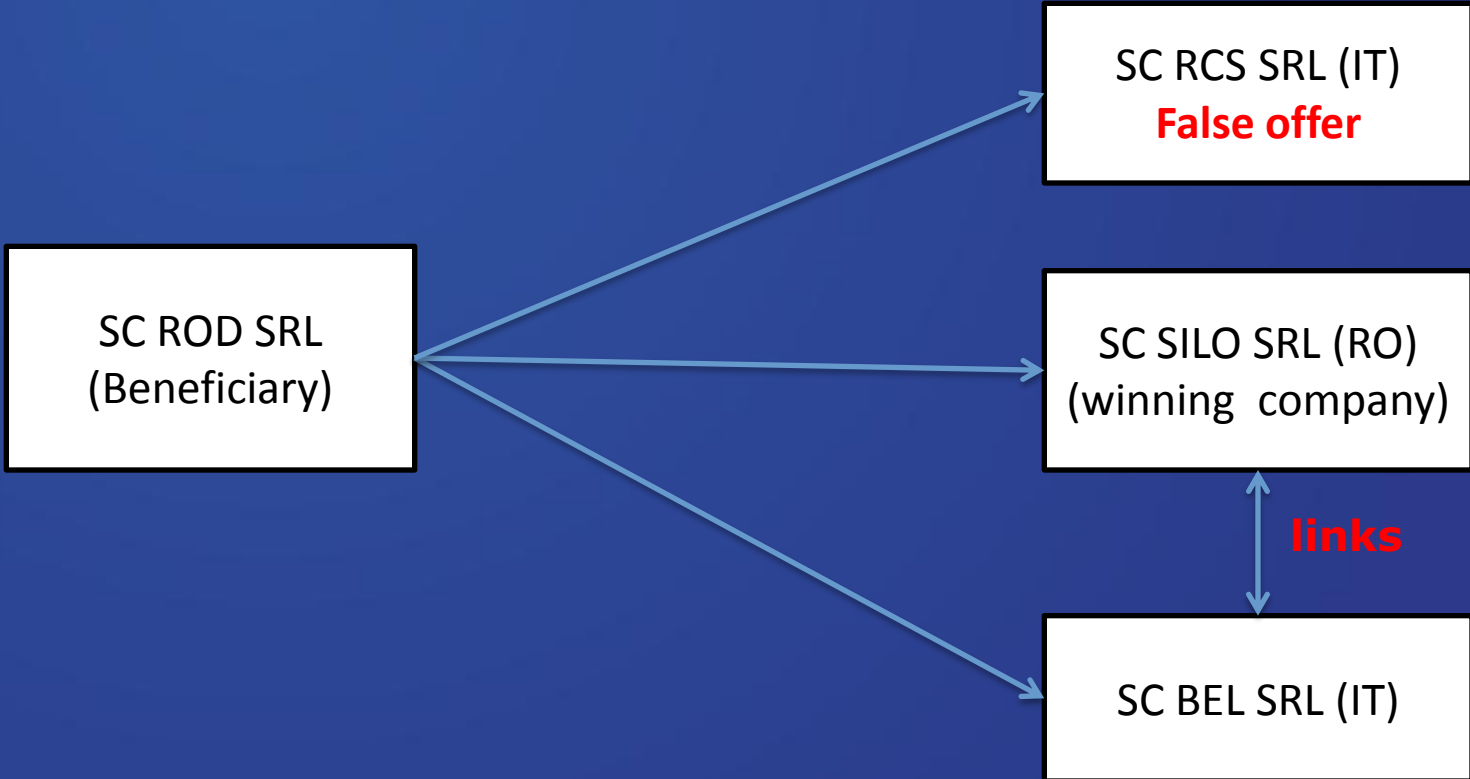 SC RCS SRL (IT)
False offer
SC ROD SRL
(Beneficiary)
SC SILO SRL (RO)
(winning  company)
links
SC BEL SRL (IT)